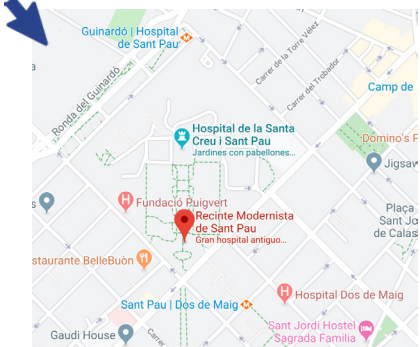 Guinardó | Hospital
de Sant Pau
Carrer de la Torre Vélez
Carrer del Trobador
Ronda del Guinardó
Camp de
Hospital de la Santa
Creu i Sant Pau
Jardines con pabellones...
Domino's P
Jigsaw
Fundació Puigvert
Recinte Modernista
de Sant Pau
Gran hospital antiguo...
Plaça
Sant Jo
de Calas
staurante BelleBuòn
Hospital Dos de Maig
Sant Pau | Dos de Maig
Sant Jordi Hostel
Sagrada Familia
Gaudi House
Carrer